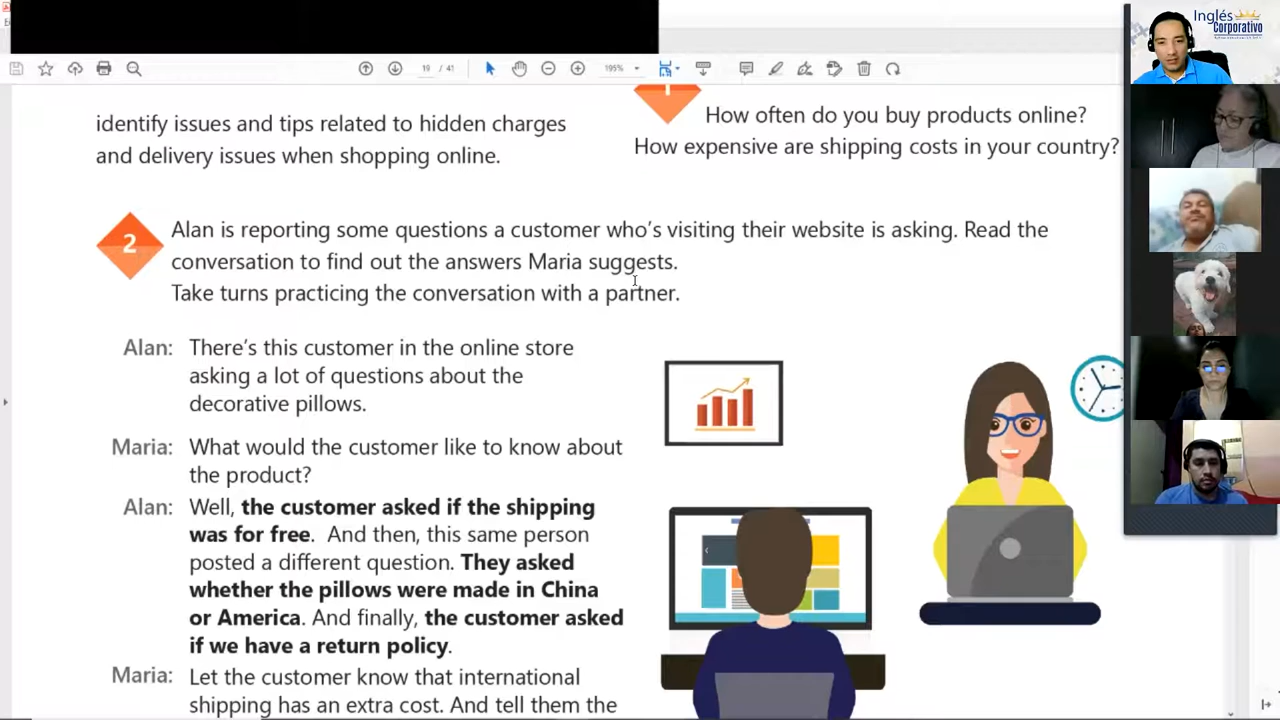 19 / 41
195%
Inglés
Corporativo
1
identify issues and tips related to hidden charges
and delivery issues when shopping online.
How often do you buy products online?
How expensive are shipping costs in your country?
2
Alan is reporting some questions a customer who's visiting their website is asking. Read the
conversation to find out the answers Maria suggests.
Take turns practicing the conversation with a partner.
Alan: There's this customer in the online store
asking a lot of questions about the
decorative pillows.
Maria: What would the customer like to know about
the product?
Alan: Well, the customer asked if the shipping
was for free. And then, this same person
posted a different question. They asked
whether the pillows were made in China
or America. And finally, the customer asked
if we have a return policy.
Maria: Let the customer know that international
shipping has an extra cost. And tell them the